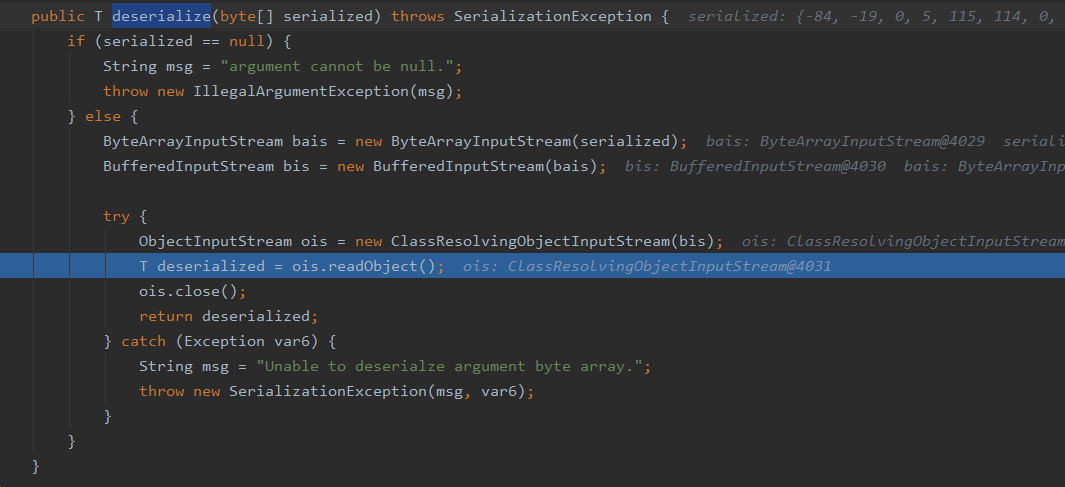 public T deserialize(byte[] serialized) throws SerializationException {  serialized: {-84, -19, 0, 5, 115, 114, 0,
if (serialized == null) {
String msg = "argument cannot be null.";
throw new IllegalArgumentException(msg);
} else {
ByteArrayInputStream bais = new ByteArrayInputStream(serialized);  bais: ByteArrayInputStream@4029  seriali
BufferedInputStream bis = new BufferedInputStream(bais);  bis: BufferedInputStream@4030  bais: ByteArrayInp
try {
ObjectInputStream ois = new ClassResolvingObjectInputStream(bis);  ois: ClassResolvingObjectInputStream
T deserialized = ois.readObject();  ois: ClassResolvingObjectInputStream@4031
ois.close();
return deserialized;
} catch (Exception var6) {
String msg = "Unable to deserialze argument byte array.";
throw new SerializationException(msg, var6);
}
}
}